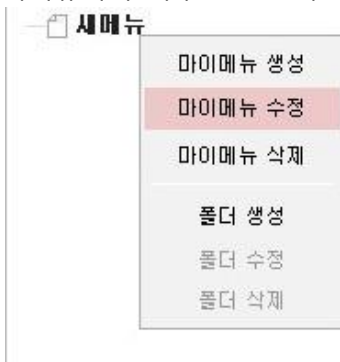 새메뉴
마이메뉴 생성
마이메뉴 수정
마이메뉴 삭제
폴더 생성
폴더 수정
폴더 삭제